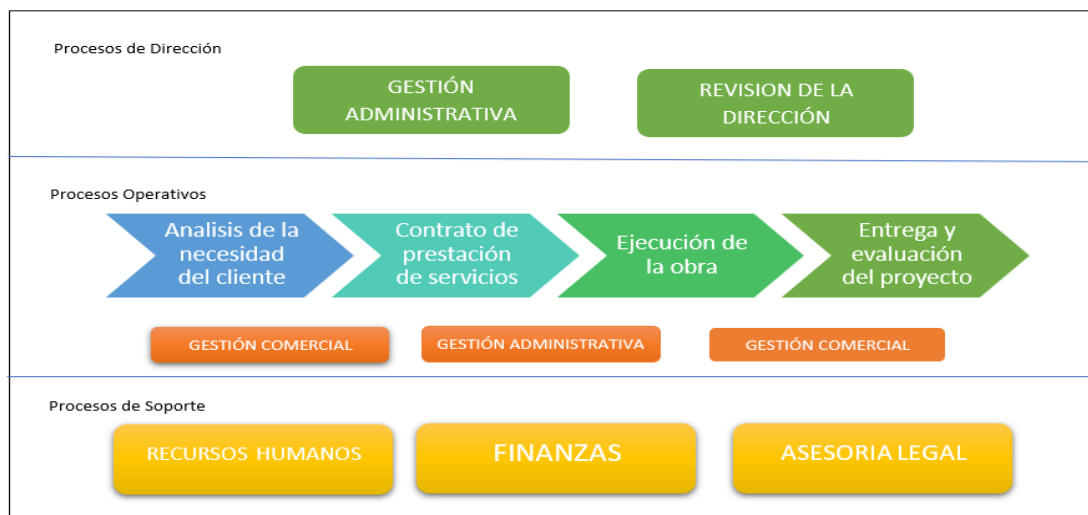 Procesos de Dirección
GESTIÓN
ADMINISTRATIVA
REVISION DE LA
DIRECCIÓN
Procesos Operativos
Analisis de la
necesidad
del cliente
Contrato de
prestación
de servicios
Ejecución de
la obra
Entrega y
evaluación
del proyecto
GESTIÓN COMERCIAL
GESTIÓN ADMINISTRATIVA
GESTIÓN COMERCIAL
Procesos de Soporte
RECURSOS HUMANOS
FINANZAS
ASESORIA LEGAL